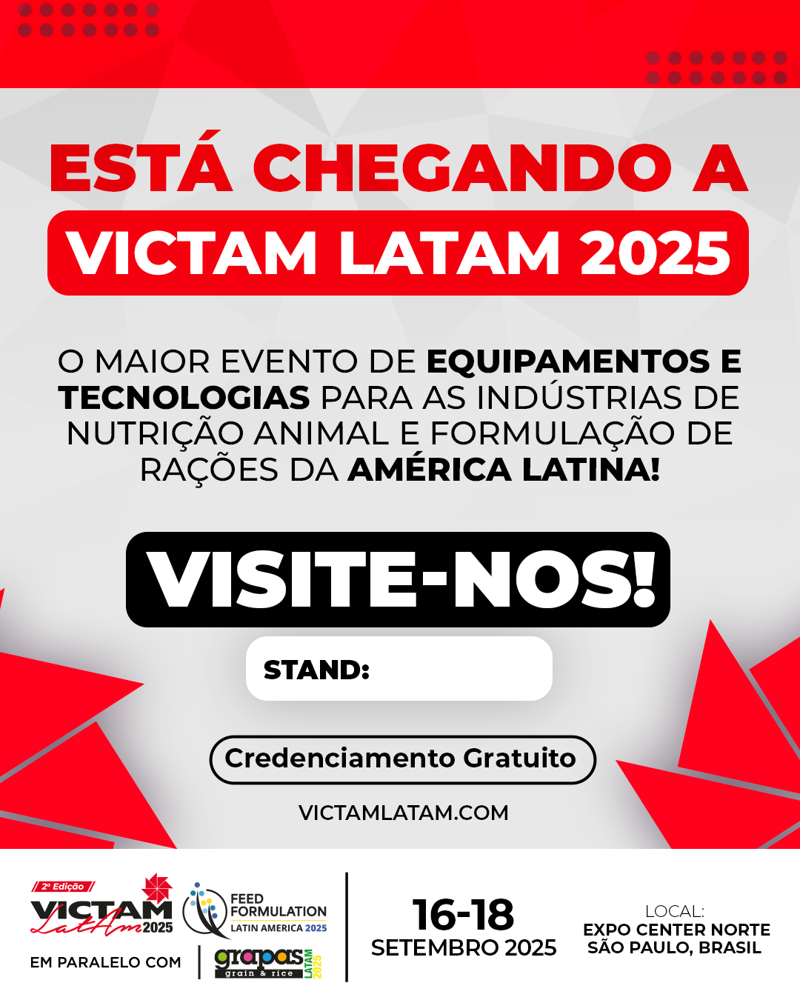 ESTÁ CHEGANDO A
VICTAM LATAM 2025
O MAIOR EVENTO DE EQUIPAMENTOS E
TECNOLOGIAS PARA AS INDÚSTRIAS DE
NUTRIÇÃO ANIMAL E FORMULAÇÃO DE
RAÇÕES DA AMÉRICA LATINA!
VISITE-NOS!
STAND:
Credenciamento Gratuito
VICTAMLATAM.COM
2ª Edição
VICTAM
LatAm 2025
FEED
FORMULATION
LATIN AMERICA 2025
EM PARALELO COM
grapas
grain & rice
LATAM
2025
16-18
SETEMBRO 2025
LOCAL:
EXPO CENTER NORTE
SÃO PAULO, BRASIL